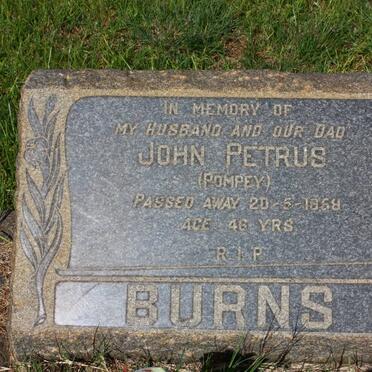 IN MEMORY OF
MY HUSBAND AND OUR DAD
JOHN PETRUS
(POMPEY)
PASSED AWAY 20-5-1958
AGE 46 YRS
R.I.P.
BURNS